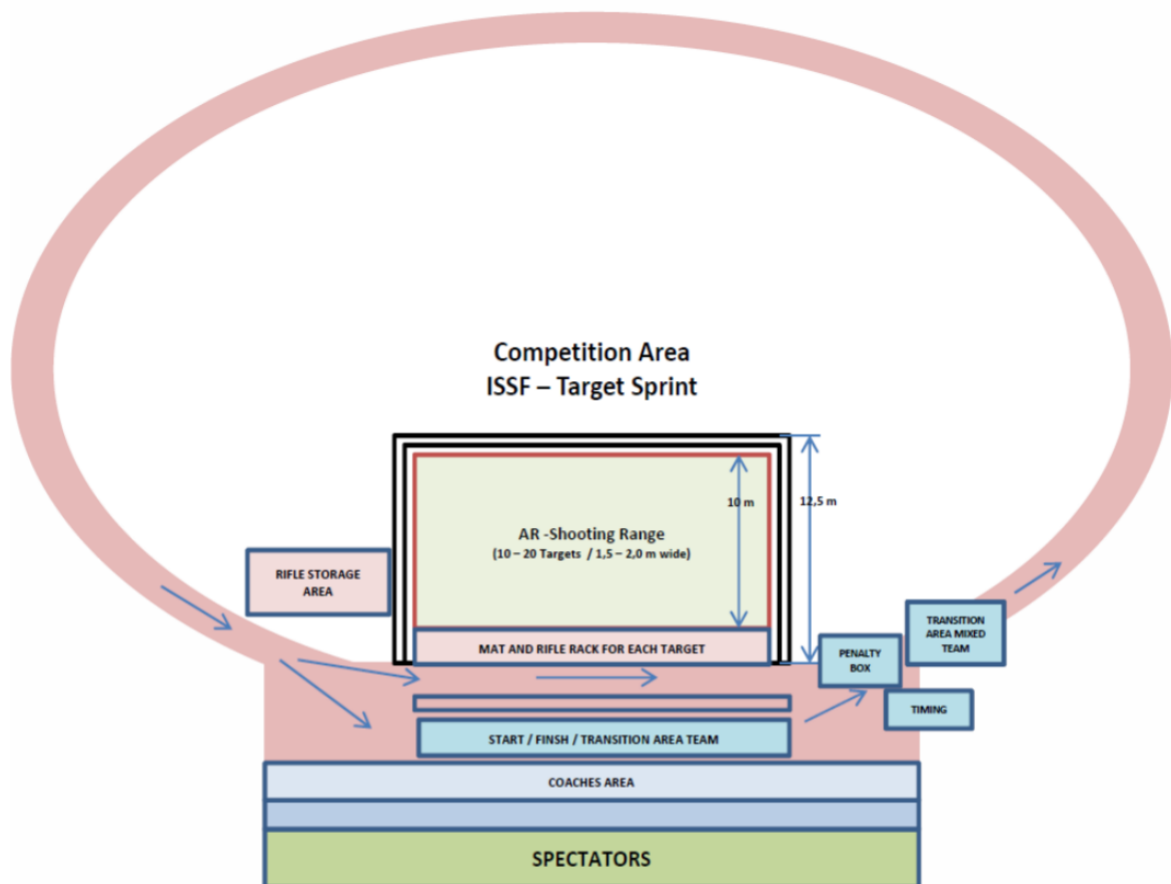 Competition Area
ISSF – Target Sprint
10 m
12,5 m
AR -Shooting Range
(10 – 20 Targets / 1,5 – 2,0 m wide)
RIFLE STORAGE
AREA
MAT AND RIFLE RACK FOR EACH TARGET
TRANSITION
AREA MIXED
TEAM
PENALTY
BOX
TIMING
START / FINSH / TRANSITION AREA TEAM
COACHES AREA
SPECTATORS